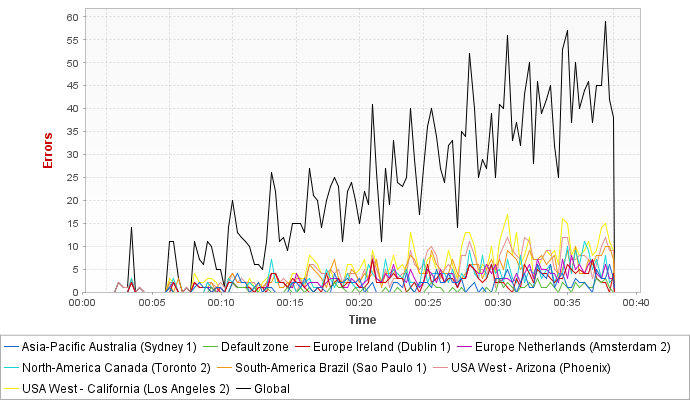 60
55
50
45
40
35
30
25
20
15
10
5
0
Errors
00:00 00:05 00:10 00:15 00:20 00:25 00:30 00:35 00:40
Time
Asia-Pacific Australia (Sydney 1) Default zone Europe Ireland (Dublin 1) Europe Netherlands (Amsterdam 2)
North-America Canada (Toronto 2) South-America Brazil (Sao Paulo 1) USA West - Arizona (Phoenix)
USA West - California (Los Angeles 2) Global